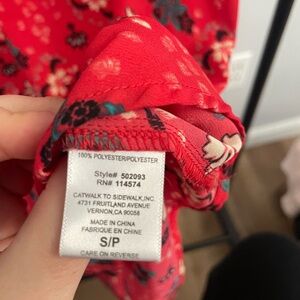 100% POLYESTER/POLYESTER
Style# 502093
RN# 114574
CATWALK TO SIDEWALK,INC
4731 FRUITLAND AVENUE
VERNON,CA 90058
MADE IN CHINA
FABRIQUE EN CHINE
S/P
CARE ON REVERSE